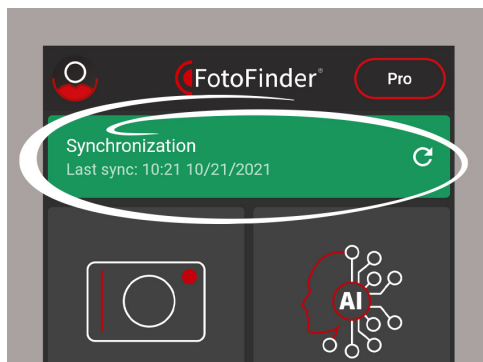 FotoFinder®
Pro
Synchronization
Last sync: 10:21 10/21/2021
AI